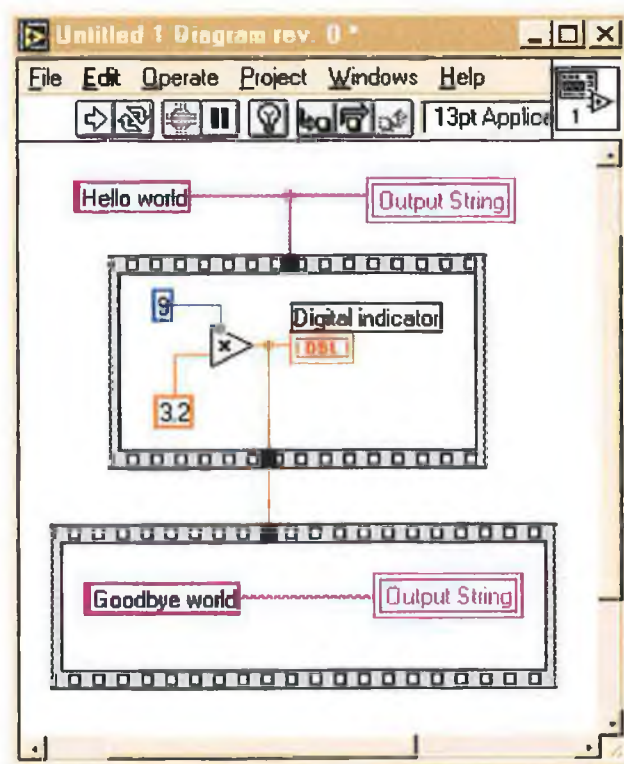 Untitled 1 Diagram rev. 0 *
File Edit Operate Project Windows Help
13pt Applica
1
Hello world Output String
9
Digital indicator
x
DBL
3.2
Goodbye world Output String